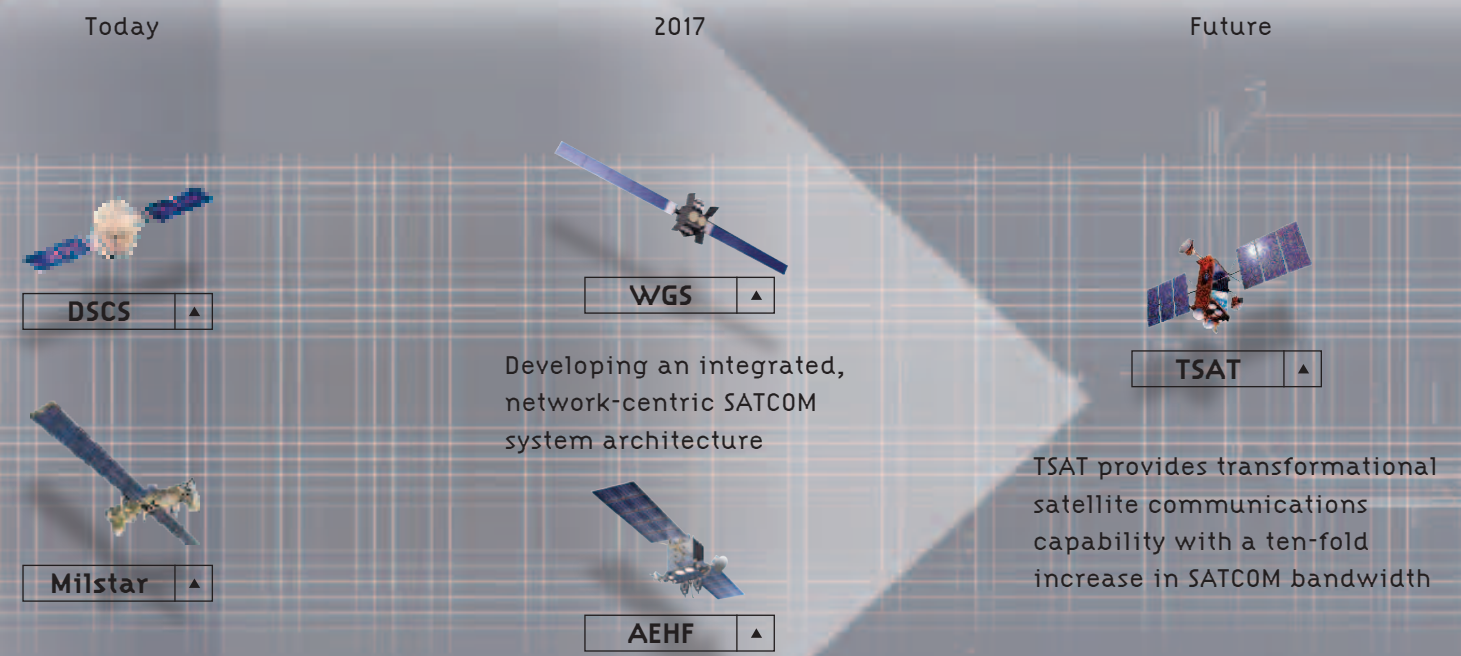 Today
2017
Future
DSCS ▲
WGS ▲
Developing an integrated,
network-centric SATCOM
system architecture
TSAT ▲
Milstar ▲
AEHF ▲
TSAT provides transformational
satellite communications
capability with a ten-fold
increase in SATCOM bandwidth